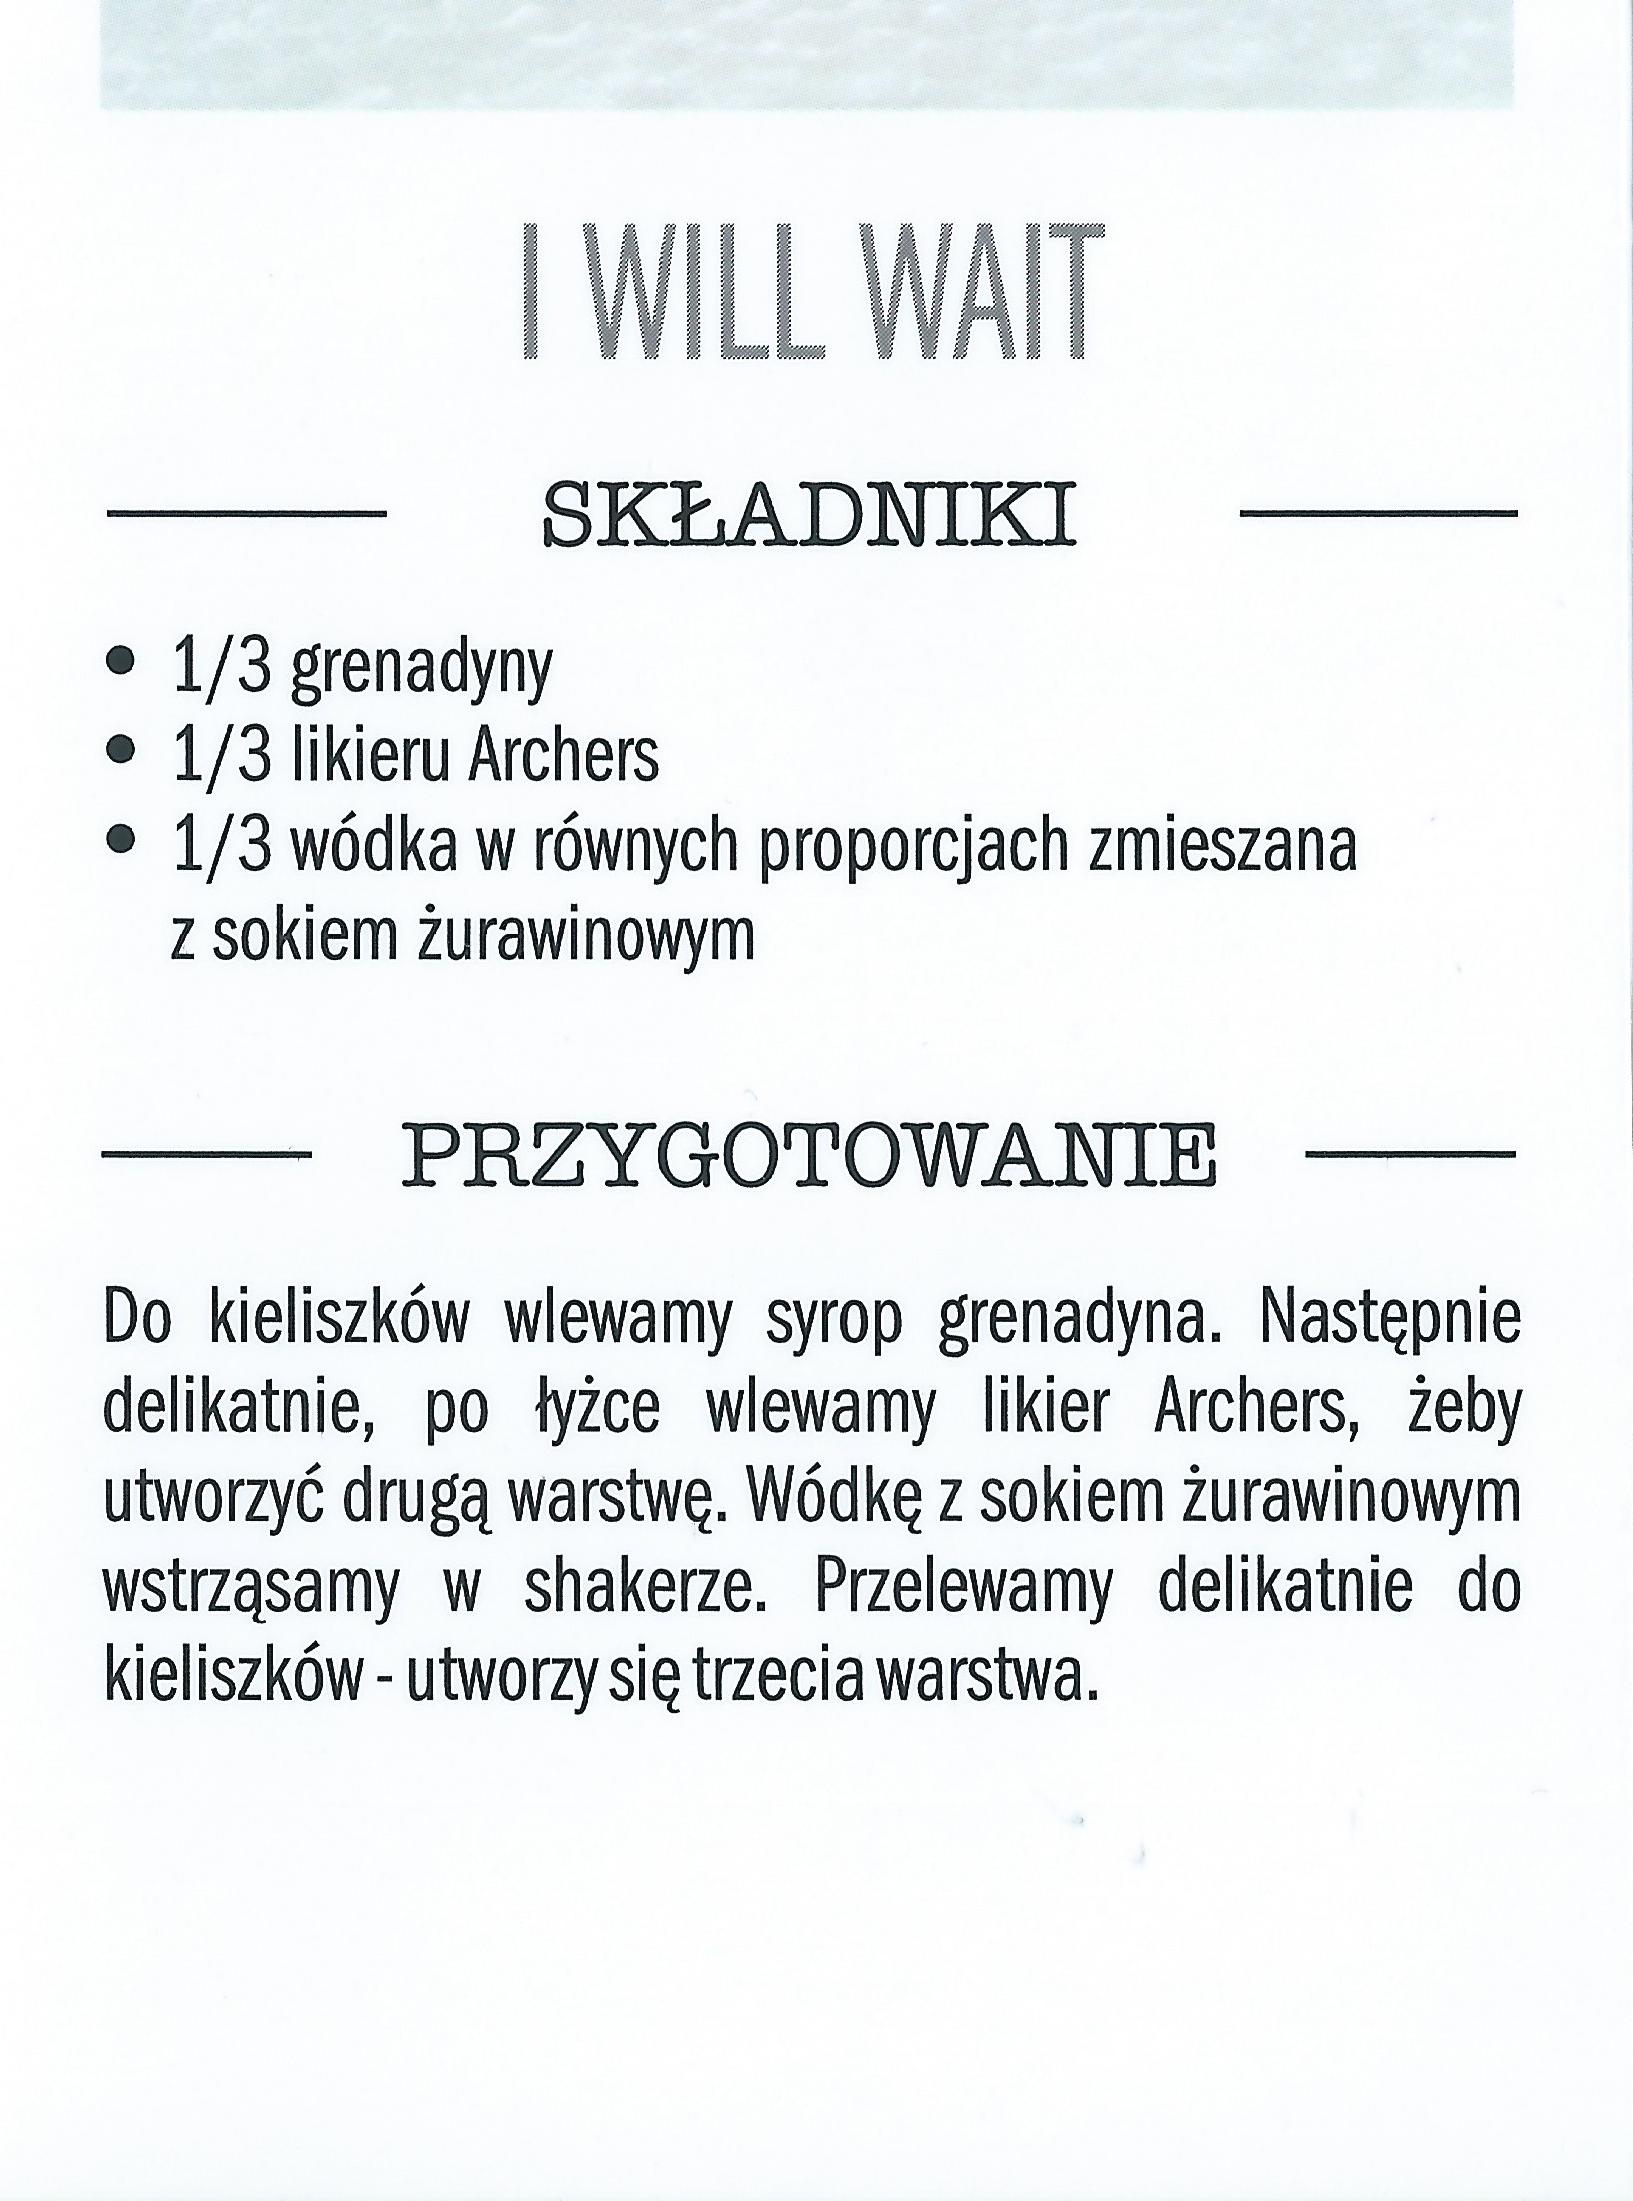 I WILL WAIT
SKŁADNIKI
• 1/3 grenadyny
• 1/3 likieru Archers
• 1/3 wódka w równych proporcjach zmieszana
z sokiem żurawinowym
PRZYGOTOWANIE
Do kieliszków wlewamy syrop grenadyna. Następnie
delikatnie, po łyżce wlewamy likier Archers, żeby
utworzyć drugą warstwę. Wódkę z sokiem żurawinowym
wstrząsamy w shakerze. Przelewamy delikatnie do
kieliszków - utworzy się trzecia warstwa.